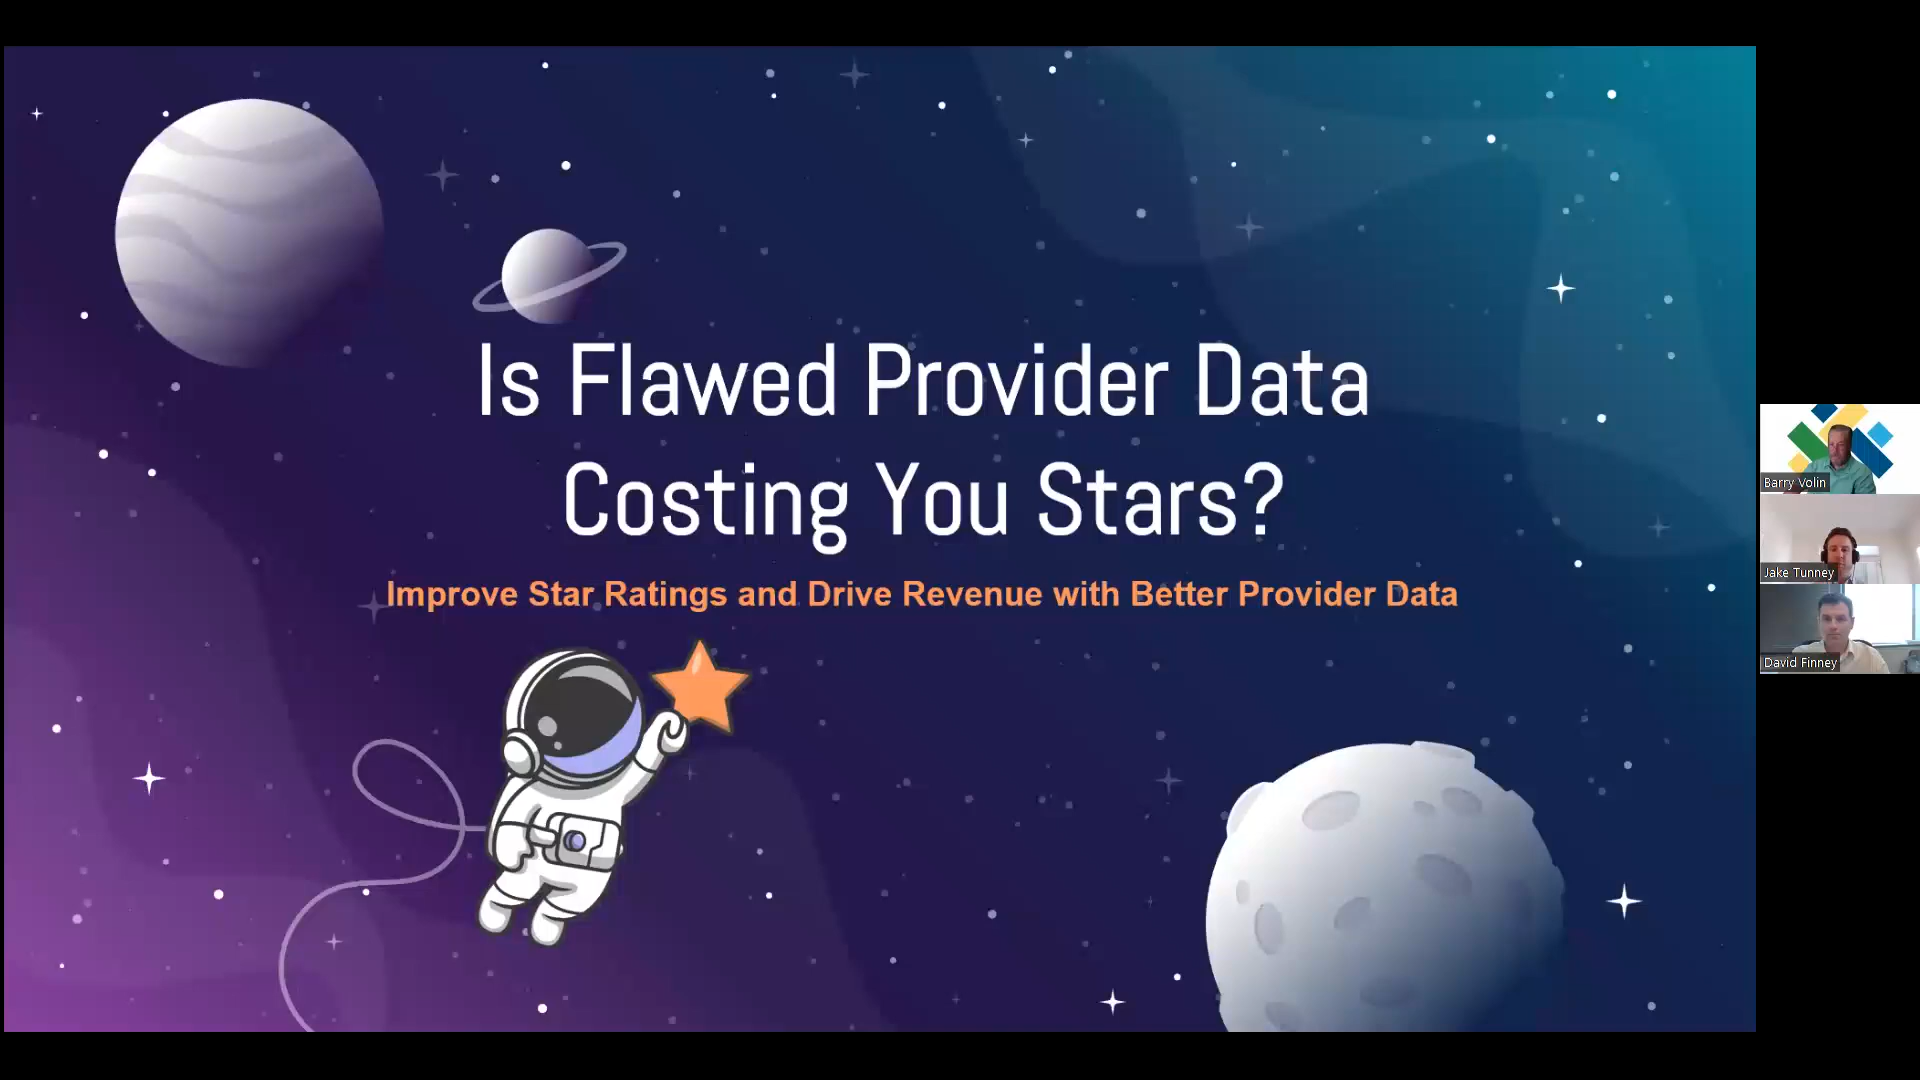 Is Flawed Provider Data
Costing You Stars?
Improve Star Ratings and Drive Revenue with Better Provider Data
Barry Volin
Jake Tunney
David Finney